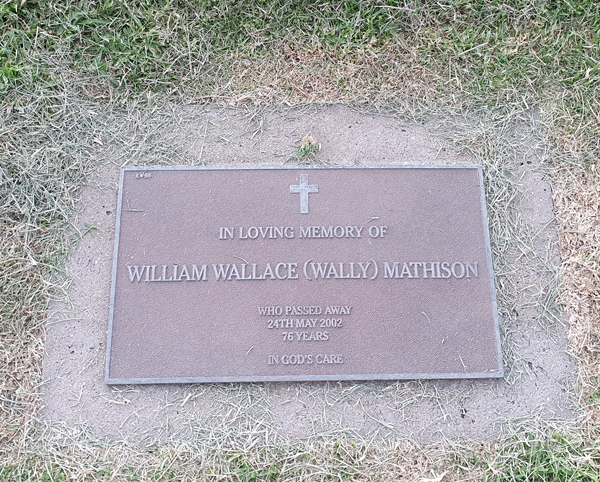 IN LOVING MEMORY OF
WILLIAM WALLACE (WALLY) MATHISON
WHO PASSED AWAY
24TH MAY 2002
76 YEARS
IN GOD'S CARE